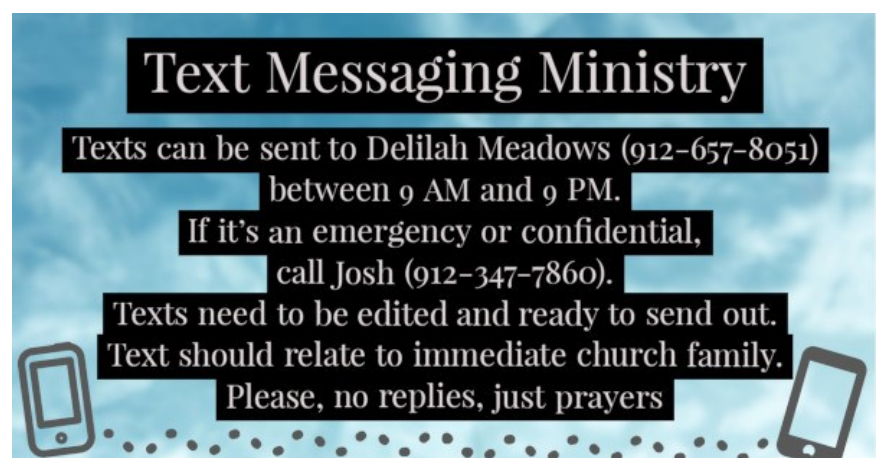 Text Messaging Ministry
Texts can be sent to Delilah Meadows (912-657-8051)
between 9 AM and 9 PM.
If it's an emergency or confidential,
call Josh (912-347-7860).
Texts need to be edited and ready to send out.
Text should relate to immediate church family.
Please, no replies, just prayers